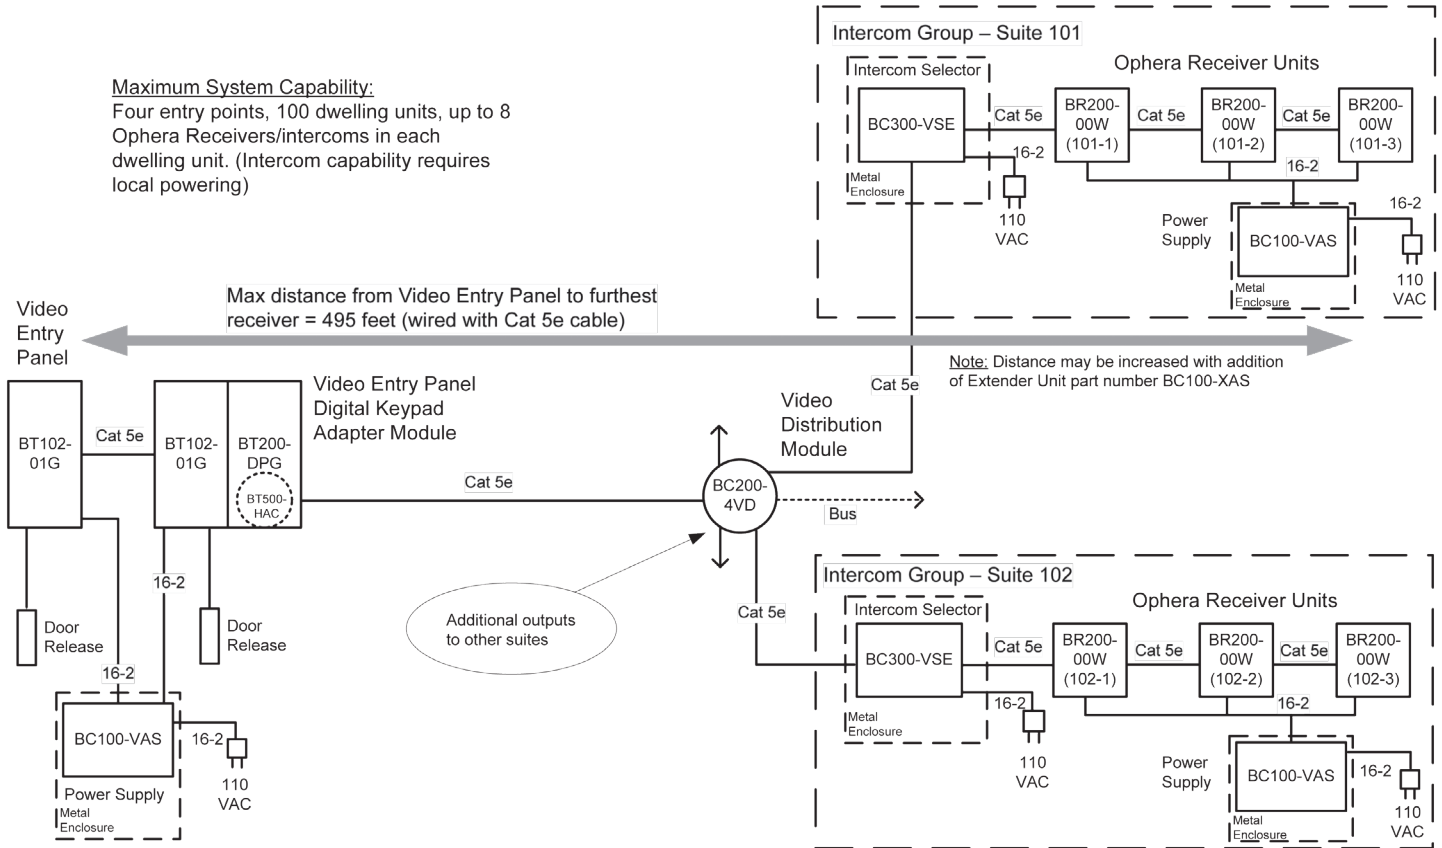 Maximum System Capability:
Four entry points, 100 dwelling units, up to 8
Ophera Receivers/intercoms in each
dwelling unit. (Intercom capability requires
local powering)
Intercom Group – Suite 101
Intercom Selector
BC300-VSE
Metal
Enclosure
16-2
110
VAC
Ophera Receiver Units
Cat 5e
BR200-
00W
(101-1)
Cat 5e
BR200-
00W
(101-2)
Cat 5e
BR200-
00W
(101-3)
16-2
Power
Supply
BC100-VAS
Metal
Enclosure
16-2
110
VAC
Max distance from Video Entry Panel to furthest
receiver = 495 feet (wired with Cat 5e cable)
Note: Distance may be increased with addition
of Extender Unit part number BC100-XAS
Video
Entry
Panel
BT102-
01G
Cat 5e
BT102-
01G
BT200-
DPG
BT500-
HAC
Video Entry Panel
Digital Keypad
Adapter Module
Cat 5e
Video
Distribution
Module
BC200-
4VD
Cat 5e
Bus
Additional outputs
to other suites
Cat 5e
Door
Release
16-2
16-2
Door
Release
BC100-VAS
Power Supply
Metal
Enclosure
16-2
110
VAC
Intercom Group – Suite 102
Intercom Selector
BC300-VSE
Metal
Enclosure
16-2
110
VAC
Ophera Receiver Units
Cat 5e
BR200-
00W
(102-1)
Cat 5e
BR200-
00W
(102-2)
Cat 5e
BR200-
00W
(102-3)
16-2
Power
Supply
BC100-VAS
Metal
Enclosure
16-2
110
VAC